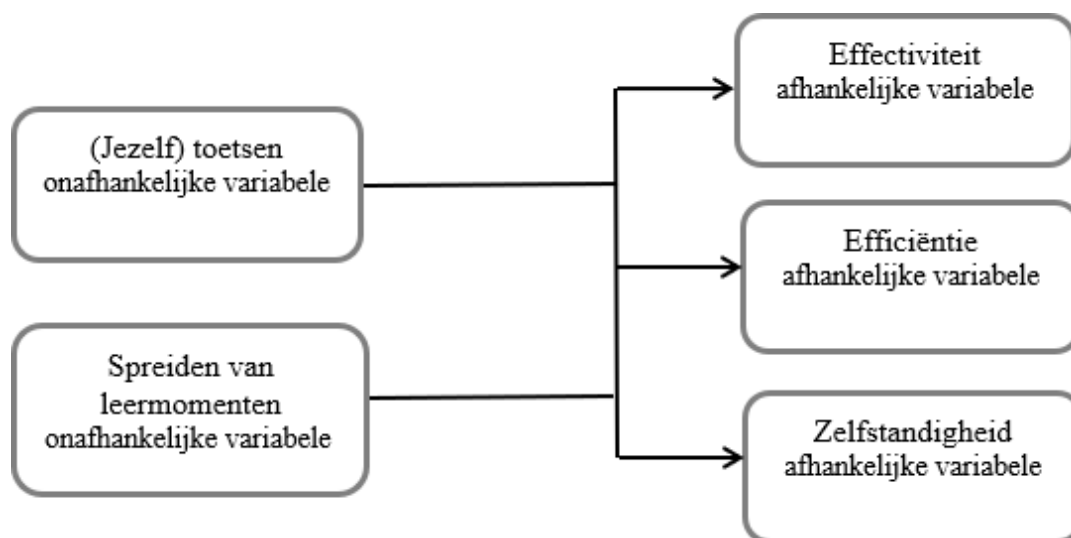 (Jezelf) toetsen
onafhankelijke variabele
Spreiden van
leermomenten
onafhankelijke variabele
Effectiviteit
afhankelijke variabele
Efficiëntie
afhankelijke variabele
Zelfstandigheid
afhankelijke variabele